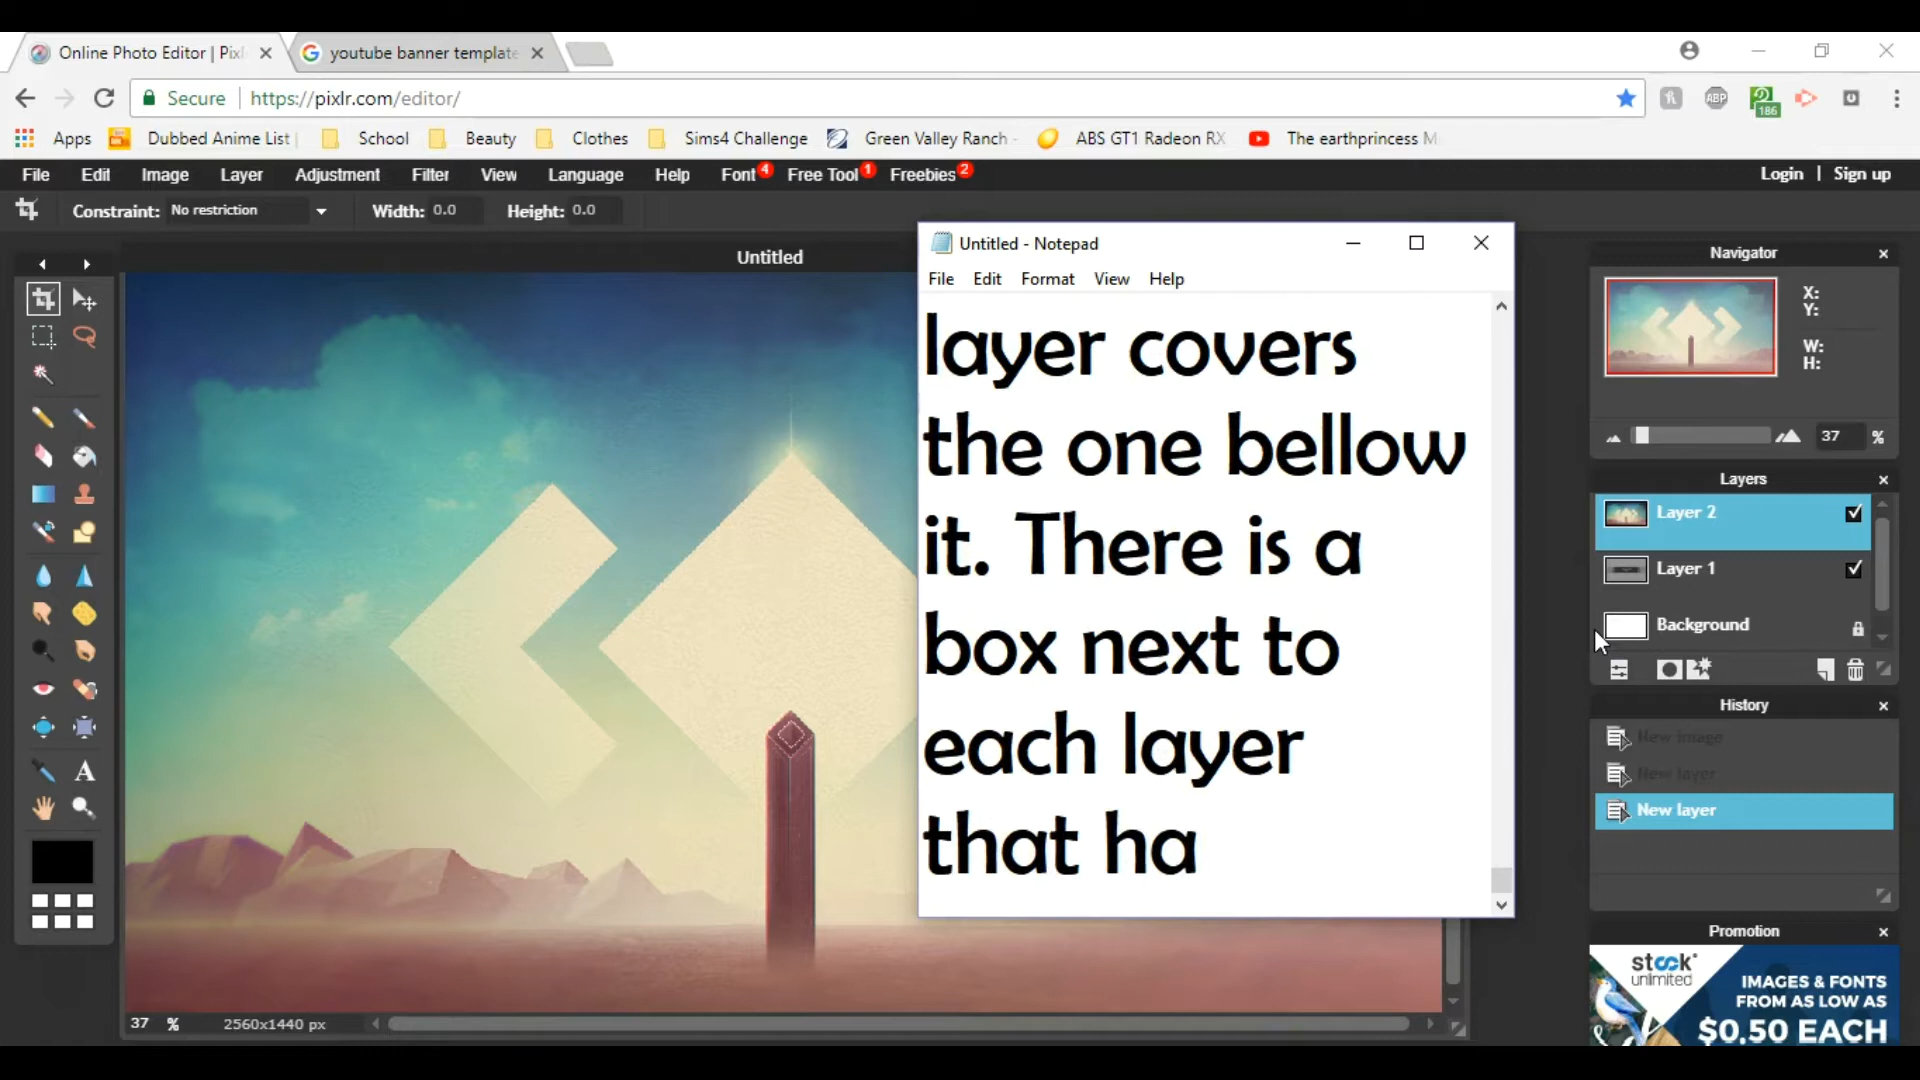 Online Photo Editor | Pixl
youtube banner template
Secure
https://pixlr.com/editor/
ABP
186
Apps
Dubbed Anime List
School
Beauty
Clothes
Sims4 Challenge
Green Valley Ranch -
ABS GT1 Radeon RX
The earthprincess M
File Edit Image Layer Adjustment Filter View Language Help Font 4 Free Tool 1 Freebies 2
Login | Sign up
Constraint: No restriction Width: 0.0 Height: 0.0
Untitled
Untitled - Notepad
File Edit Format View Help
layer covers
the one bellow
it. There is a
box next to
each layer
that ha
Navigator
X:
Y:
W:
H:
37 %
Layers
Layer 2
Layer 1
Background
History
New image
New layer
New layer
Promotion
stock
unlimited
IMAGES & FONTS
FROM AS LOW AS
$0.50 EACH
A
37 % 2560x1440 px